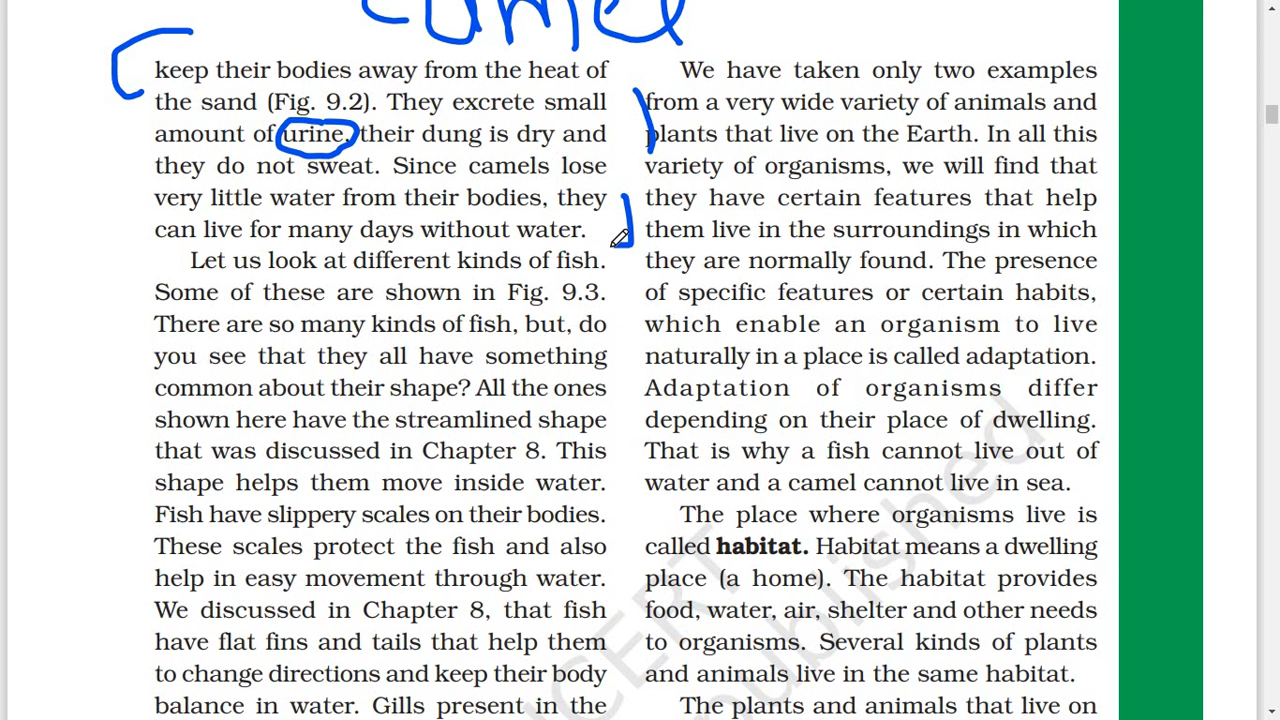 camel
keep their bodies away from the heat of
the sand (Fig. 9.2). They excrete small
amount of urine, their dung is dry and
they do not sweat. Since camels lose
very little water from their bodies, they
can live for many days without water.
Let us look at different kinds of fish.
Some of these are shown in Fig. 9.3.
There are so many kinds of fish, but, do
you see that they all have something
common about their shape? All the ones
shown here have the streamlined shape
that was discussed in Chapter 8. This
shape helps them move inside water.
Fish have slippery scales on their bodies.
These scales protect the fish and also
help in easy movement through water.
We discussed in Chapter 8, that fish
have flat fins and tails that help them
to change directions and keep their body
balance in water. Gills present in the
We have taken only two examples
from a very wide variety of animals and
plants that live on the Earth. In all this
variety of organisms, we will find that
they have certain features that help
them live in the surroundings in which
they are normally found. The presence
of specific features or certain habits,
which enable an organism to live
naturally in a place is called adaptation.
Adaptation of organisms differ
depending on their place of dwelling.
That is why a fish cannot live out of
water and a camel cannot live in sea.
The place where organisms live is
called habitat. Habitat means a dwelling
place (a home). The habitat provides
food, water, air, shelter and other needs
to organisms. Several kinds of plants
and animals live in the same habitat.
The plants and animals that live on
NCERT
published